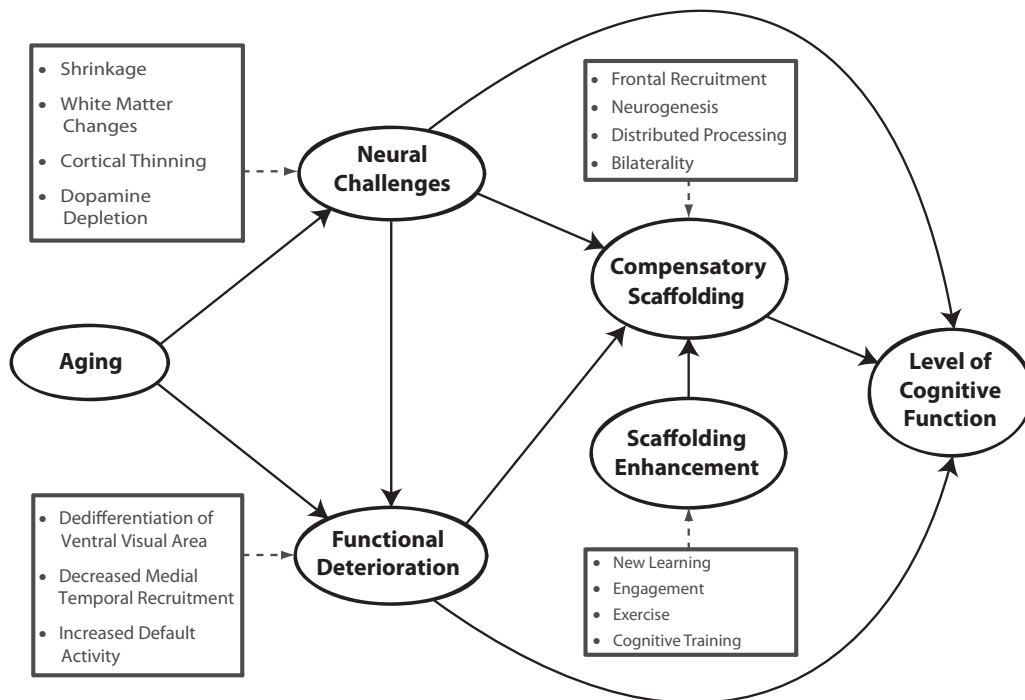 • Shrinkage
• White Matter
Changes
• Cortical Thinning
• Dopamine
Depletion
Neural
Challenges
• Frontal Recruitment
• Neurogenesis
• Distributed Processing
• Bilaterality
Compensatory
Scaffolding
Aging
Level of
Cognitive
Function
Scaffolding
Enhancement
• Dedifferentiation of
Ventral Visual Area
• Decreased Medial
Temporal Recruitment
• Increased Default
Activity
Functional
Deterioration
• New Learning
• Engagement
• Exercise
• Cognitive Training